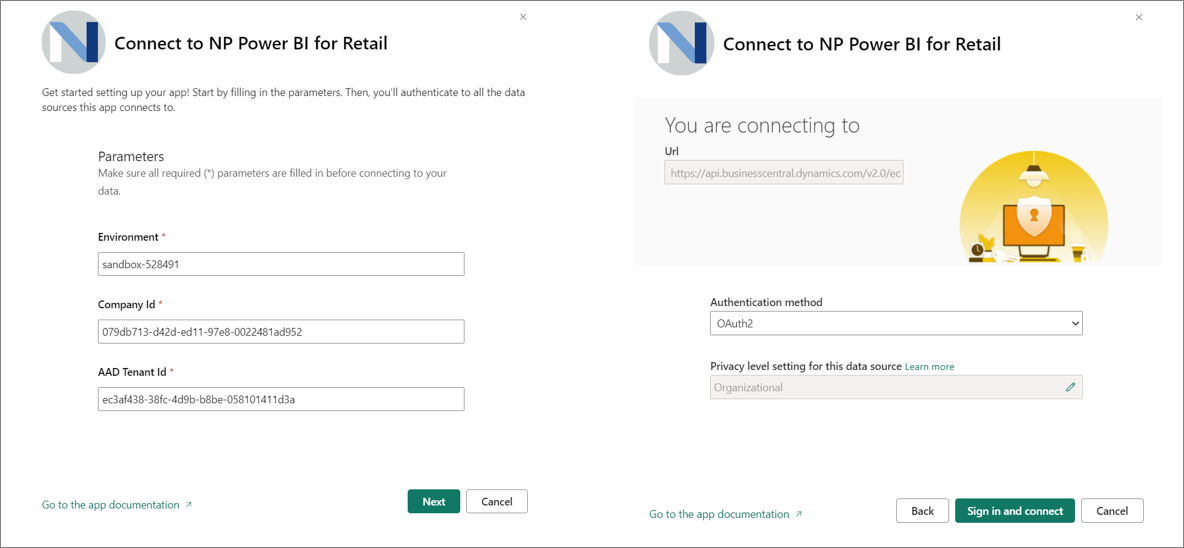 Connect to NP Power BI for Retail
Get started setting up your app! Start by filling in the parameters. Then, you'll authenticate to all the data
sources this app connects to.
Parameters
Make sure all required (*) parameters are filled in before connecting to your
data.
Environment *
sandbox-528491
Company Id *
079db713-d42d-ed11-97e8-0022481ad952
AAD Tenant Id *
ec3af438-38fc-4d9b-b8be-058101411d3a
Go to the app documentation
Next
Cancel
Connect to NP Power BI for Retail
You are connecting to
Url
https://api.businesscentral.dynamics.com/v2.0/ec
Authentication method
OAuth2
Privacy level setting for this data source Learn more
Organizational
Go to the app documentation
Back
Sign in and connect
Cancel